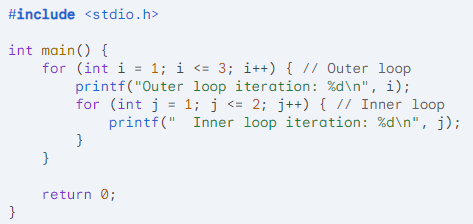 #include <stdio.h>

int main() {
    for (int i = 1; i <= 3; i++) { // Outer loop
        printf("Outer loop iteration: %d\n", i);
        for (int j = 1; j <= 2; j++) { // Inner loop
            printf("  Inner loop iteration: %d\n", j);
        }
    }

    return 0;
}